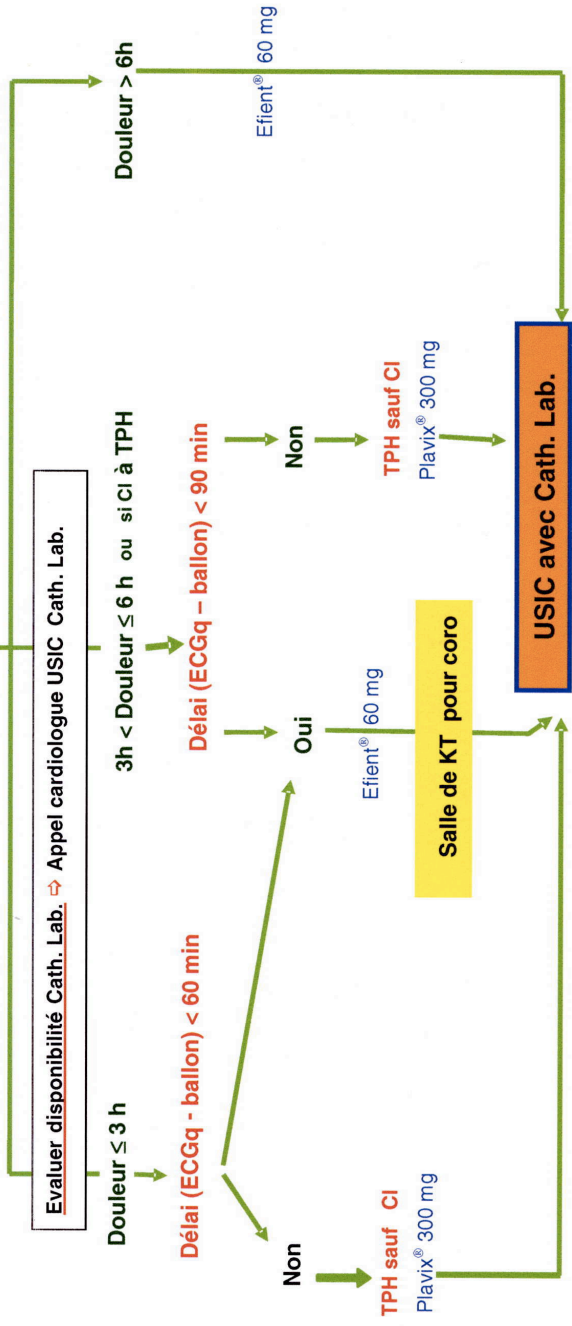 Evaluer disponibilité Cath. Lab. ⇨ Appel cardiologue USIC Cath. Lab.
Douleur ≤ 3 h
Délai (ECGq - ballon) < 60 min
Non
TPH sauf CI
Plavix® 300 mg
3h < Douleur ≤ 6 h ou si CI à TPH
Délai (ECGq – ballon) < 90 min
Oui
Efient® 60 mg
Salle de KT pour coro
Non
TPH sauf CI
Plavix® 300 mg
Douleur > 6h
Efient® 60 mg
USIC avec Cath. Lab.